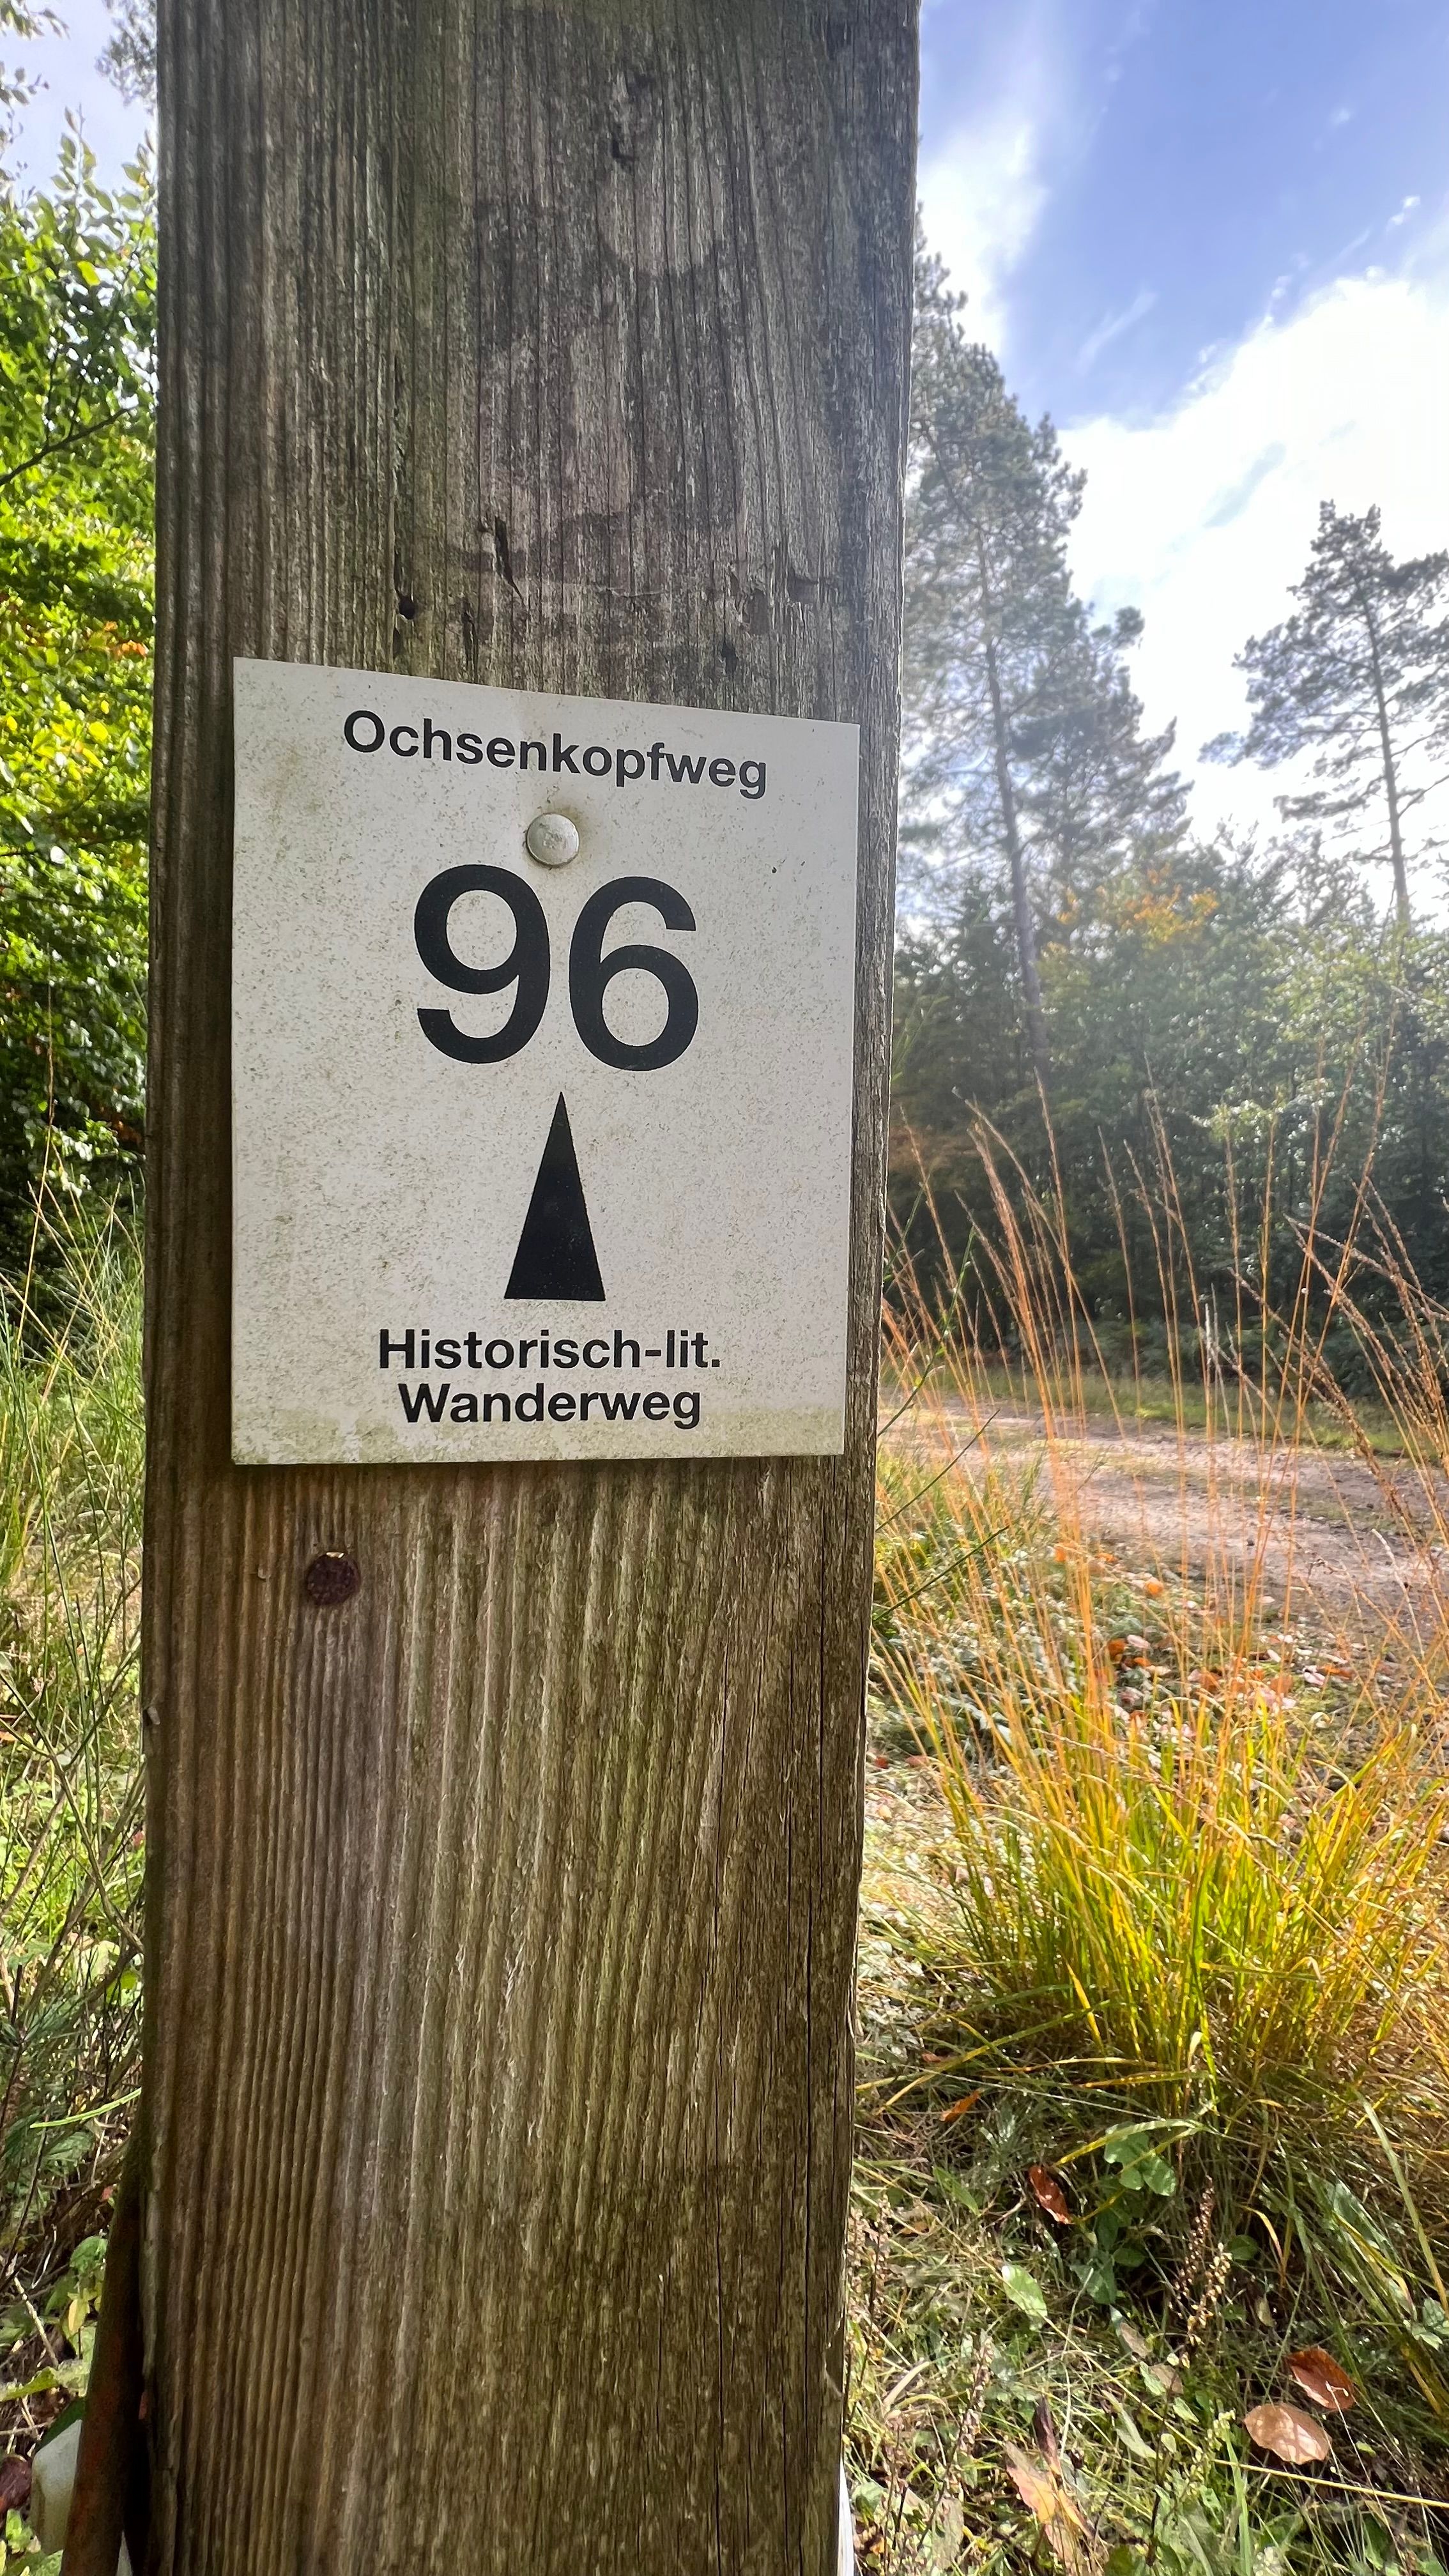 Ochsenkopfweg
96
Historisch-lit.
Wanderweg